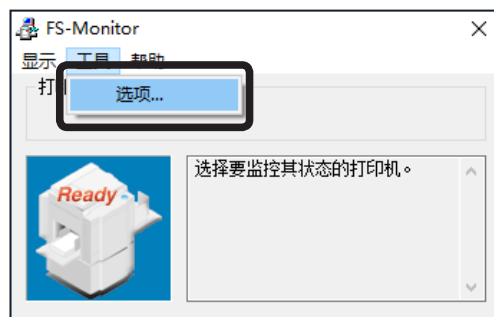 FS-Monitor
显示 工具 帮助
打
选项...
Ready
选择要监控其状态的打印机。